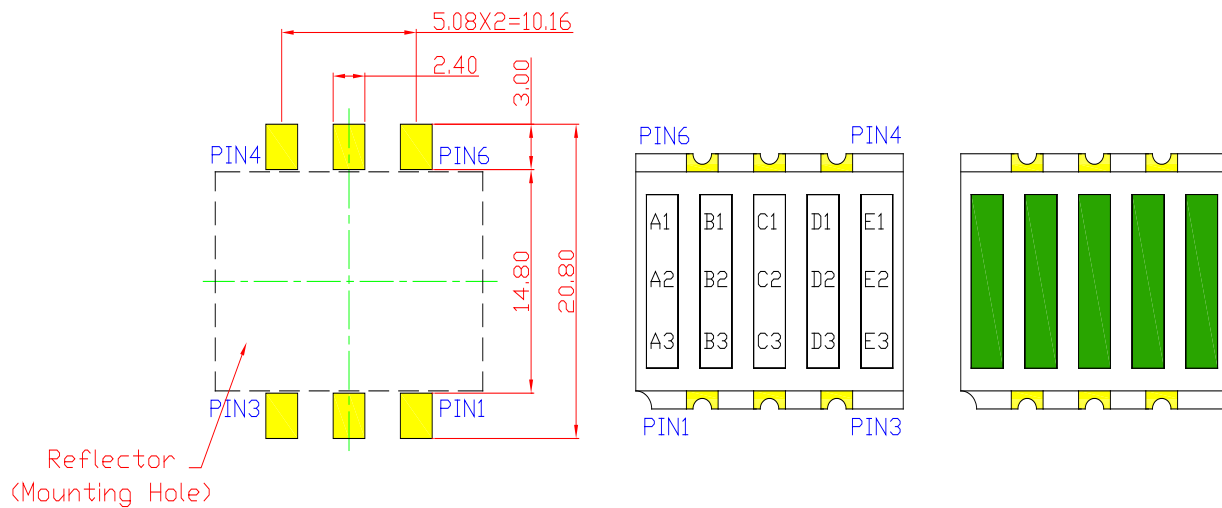 5.08X2=10.16
2.40
3.00
PIN4
PIN6
14.80
20.80
PIN3
PIN1
Reflector
(Mounting Hole)
PIN6
PIN4
A1 B1 C1 D1 E1
A2 B2 C2 D2 E2
A3 B3 C3 D3 E3
PIN1
PIN3